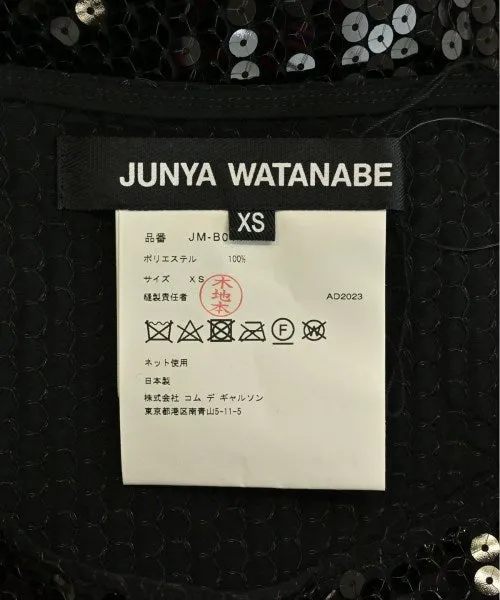 JUNYA WATANABE
XS
品番 JM-B0
ポリエステル 100%
サイズ XS
縫製責任者 木地本 AD2023
F W
ネット使用
日本製
株式会社 コム デ ギャルソン
東京都港区南青山5-11-5